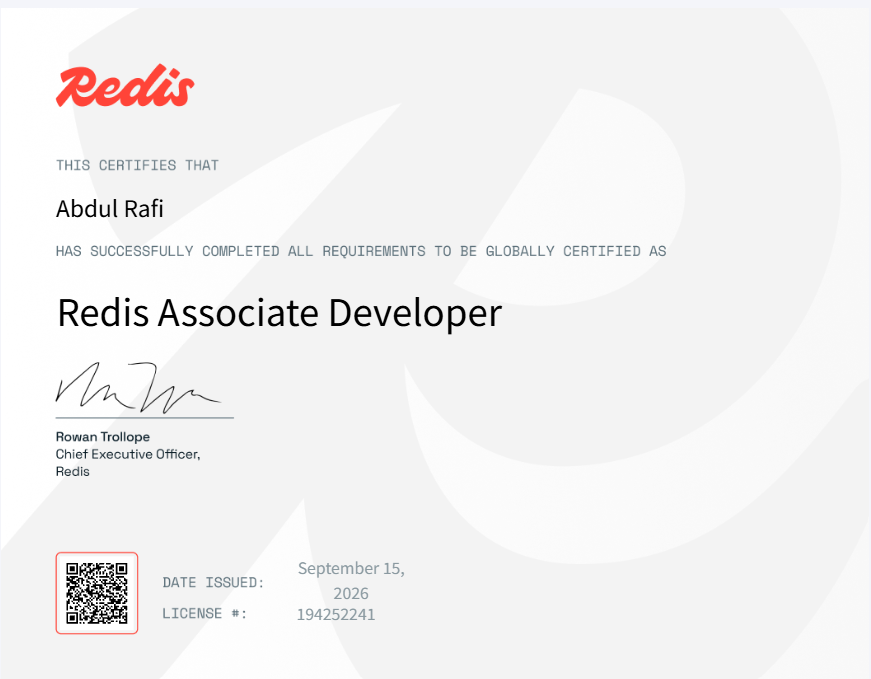 Redis
THIS CERTIFIES THAT
Abdul Rafi
HAS SUCCESSFULLY COMPLETED ALL REQUIREMENTS TO BE GLOBALLY CERTIFIED AS
Redis Associate Developer
Rowan Trollope
Chief Executive Officer,
Redis
DATE ISSUED: September 15,
2026
LICENSE #: 194252241